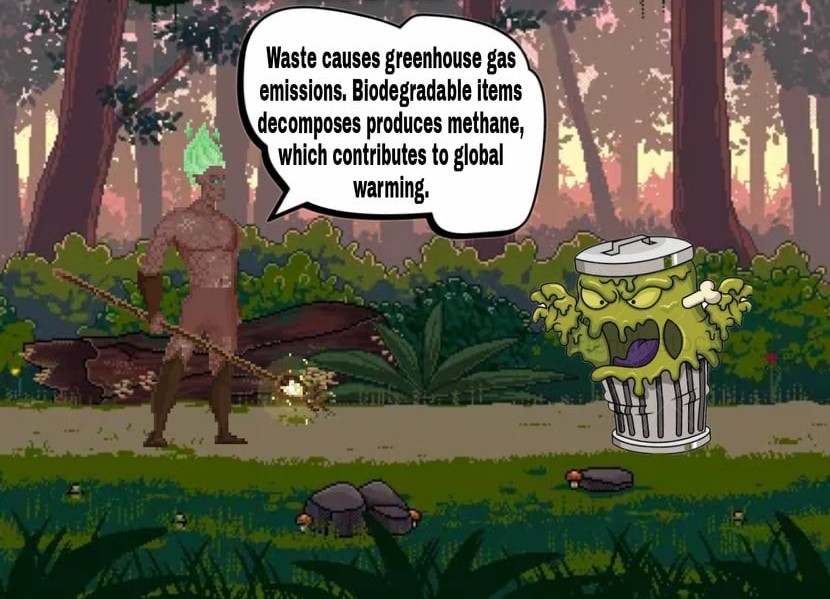 Waste causes greenhouse gas
emissions. Biodegradable items
decomposes produces methane,
which contributes to global
warming.